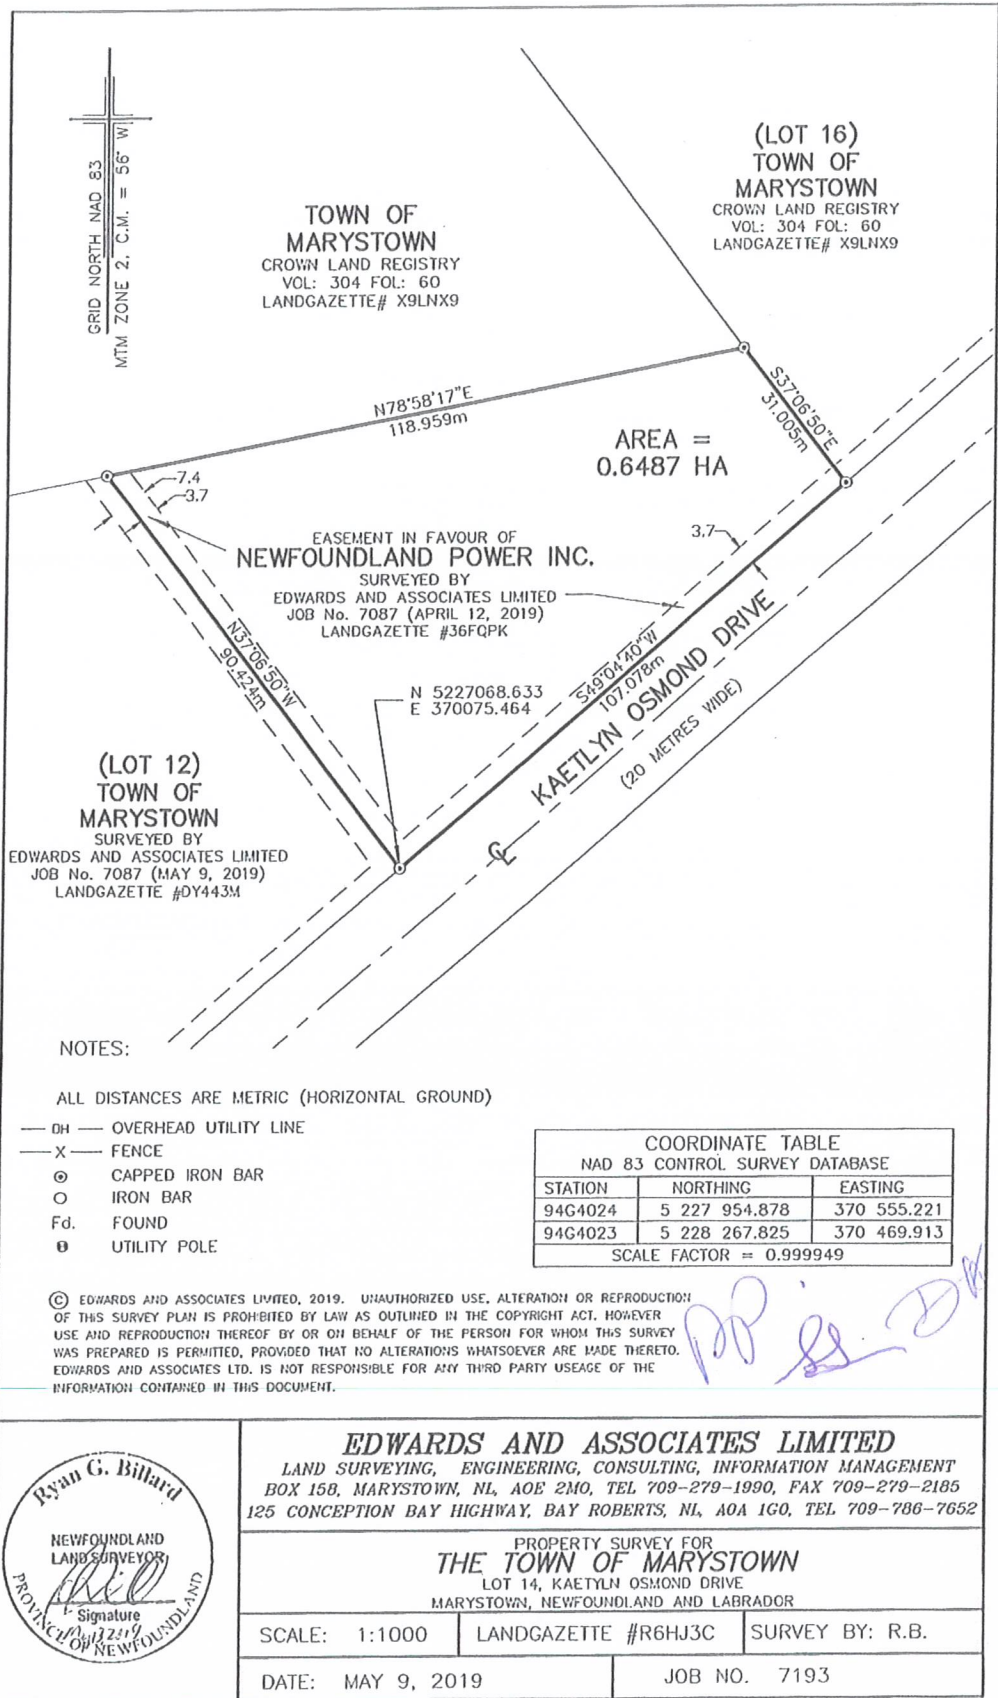 GRID NORTH NAD 83
MTM ZONE 2, C.M. = 56° W
TOWN OF
MARYSTOWN
CROWN LAND REGISTRY
VOL: 304 FOL: 60
LANDGAZETTE# X9LNX9
(LOT 16)
TOWN OF
MARYSTOWN
CROWN LAND REGISTRY
VOL: 304 FOL: 60
LANDGAZETTE# X9LNX9
N78°58'17"E
118.959m
S37°06'50"E
31.005m
AREA =
0.6487 HA
7.4
3.7
3.7
EASEMENT IN FAVOUR OF
NEWFOUNDLAND POWER INC.
SURVEYED BY
EDWARDS AND ASSOCIATES LIMITED
JOB No. 7087 (APRIL 12, 2019)
LANDGAZETTE #36FQPK
N37°06'50"W
90.424m
S49°04'40"W
107.078m
N 5227068.633
E 370075.464
KAETLYN OSMOND DRIVE
(20 METRES WIDE)
℄
(LOT 12)
TOWN OF
MARYSTOWN
SURVEYED BY
EDWARDS AND ASSOCIATES LIMITED
JOB No. 7087 (MAY 9, 2019)
LANDGAZETTE #DY443M
NOTES:
ALL DISTANCES ARE METRIC (HORIZONTAL GROUND)
OH OVERHEAD UTILITY LINE
X FENCE
CAPPED IRON BAR
IRON BAR
Fd. FOUND
UTILITY POLE
COORDINATE TABLE
NAD 83 CONTROL SURVEY DATABASE
STATION NORTHING EASTING
94G4024 5 227 954.878 370 555.221
94G4023 5 228 267.825 370 469.913
SCALE FACTOR = 0.999949
© EDWARDS AND ASSOCIATES LIMITED, 2019. UNAUTHORIZED USE, ALTERATION OR REPRODUCTION
OF THIS SURVEY PLAN IS PROHIBITED BY LAW AS OUTLINED IN THE COPYRIGHT ACT. HOWEVER
USE AND REPRODUCTION THEREOF BY OR ON BEHALF OF THE PERSON FOR WHOM THIS SURVEY
WAS PREPARED IS PERMITTED, PROVIDED THAT NO ALTERATIONS WHATSOEVER ARE MADE THERETO.
EDWARDS AND ASSOCIATES LTD. IS NOT RESPONSIBLE FOR ANY THIRD PARTY USEAGE OF THE
INFORMATION CONTAINED IN THIS DOCUMENT.
Ryan G. Billard
NEWFOUNDLAND
LAND SURVEYOR
Signature
PROVINCE OF NEWFOUNDLAND
EDWARDS AND ASSOCIATES LIMITED
LAND SURVEYING, ENGINEERING, CONSULTING, INFORMATION MANAGEMENT
BOX 158, MARYSTOWN, NL, AOE 2MO, TEL 709-279-1990, FAX 709-279-2185
125 CONCEPTION BAY HIGHWAY, BAY ROBERTS, NL, AOA 1GO, TEL 709-786-7652
PROPERTY SURVEY FOR
THE TOWN OF MARYSTOWN
LOT 14, KAETYLN OSMOND DRIVE
MARYSTOWN, NEWFOUNDLAND AND LABRADOR
SCALE: 1:1000
LANDGAZETTE #R6HJ3C
SURVEY BY: R.B.
DATE: MAY 9, 2019
JOB NO. 7193